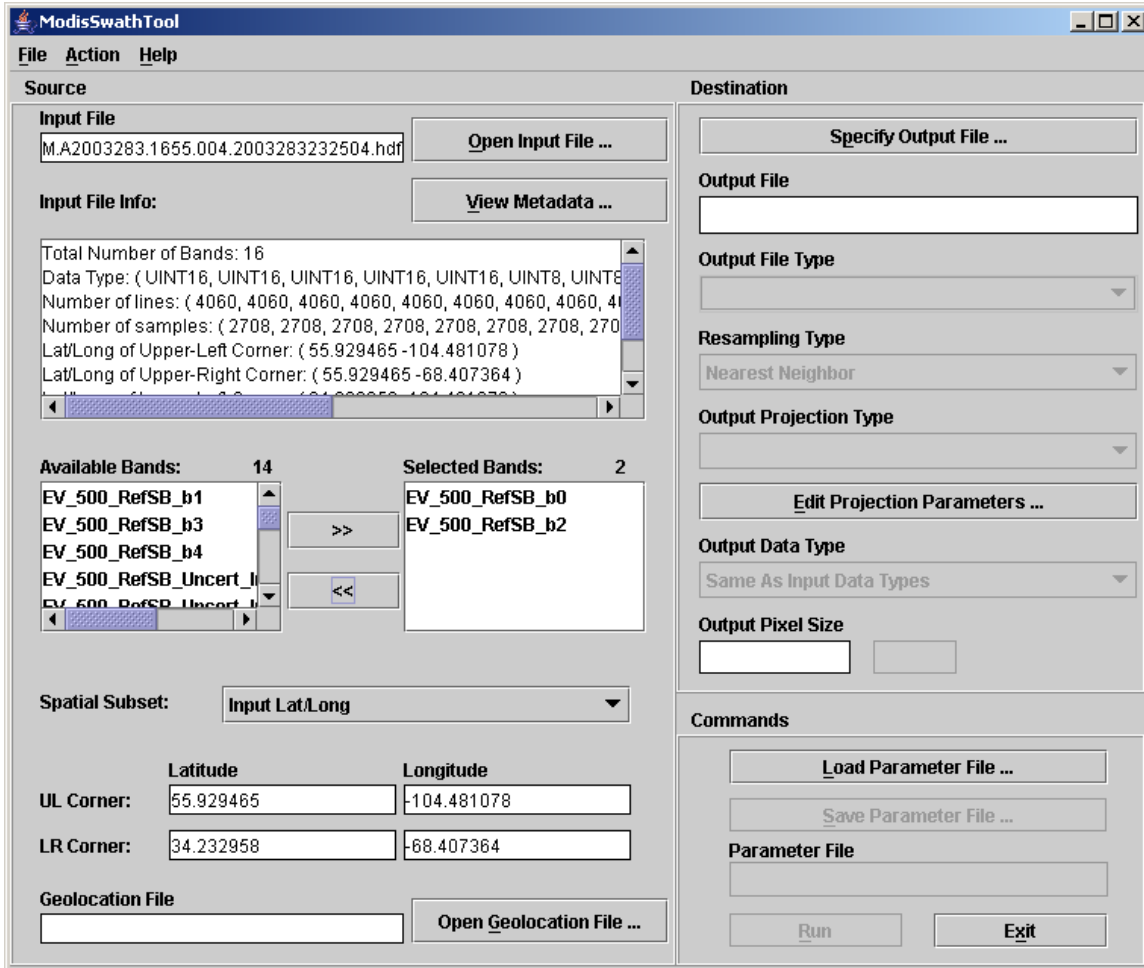 ModisSwathTool
File Action Help
Source
Input File
M.A2003283.1655.004.2003283232504.hdf
Open Input File ...
Input File Info:
View Metadata ...
Total Number of Bands: 16
Data Type: ( UINT16, UINT16, UINT16, UINT16, UINT16, UINT8, UINT8
Number of lines: ( 4060, 4060, 4060, 4060, 4060, 4060, 4060, 4060,
Number of samples: ( 2708, 2708, 2708, 2708, 2708, 2708, 2708, 270
Lat/Long of Upper-Left Corner: ( 55.929465 -104.481078 )
Lat/Long of Upper-Right Corner: ( 55.929465 -68.407364 )
Available Bands: 14
EV_500_RefSB_b1
EV_500_RefSB_b3
EV_500_RefSB_b4
EV_500_RefSB_Uncert_I
>>
<<
Selected Bands: 2
EV_500_RefSB_b0
EV_500_RefSB_b2
Spatial Subset: Input Lat/Long
Latitude Longitude
UL Corner: 55.929465 -104.481078
LR Corner: 34.232958 -68.407364
Geolocation File
Open Geolocation File ...
Destination
Specify Output File ...
Output File
Output File Type
Resampling Type
Nearest Neighbor
Output Projection Type
Edit Projection Parameters ...
Output Data Type
Same As Input Data Types
Output Pixel Size
Commands
Load Parameter File ...
Save Parameter File ...
Parameter File
Run
Exit